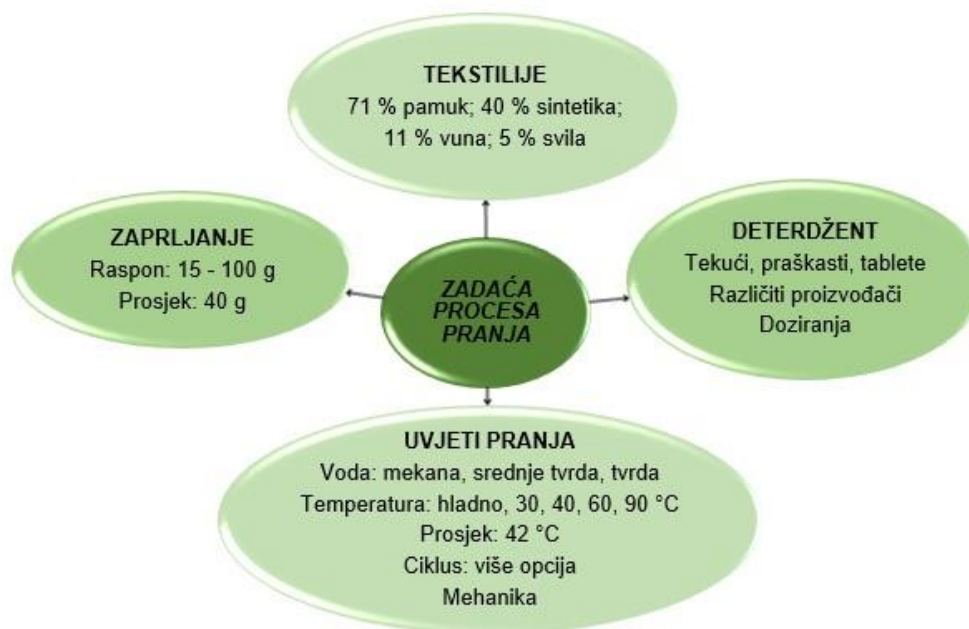 TEKSTILIJE
71 % pamuk; 40 % sintetika;
11 % vuna; 5 % svila
ZAPRLJANJE
Raspon: 15 - 100 g
Prosjek: 40 g
ZADAĆA
PROCESA
PRANJA
DETERDŽENT
Tekući, praškasti, tablete
Različiti proizvođači
Doziranja
UVJETI PRANJA
Voda: mekana, srednje tvrda, tvrda
Temperatura: hladno, 30, 40, 60, 90 °C
Prosjek: 42 °C
Ciklus: više opcija
Mehanika